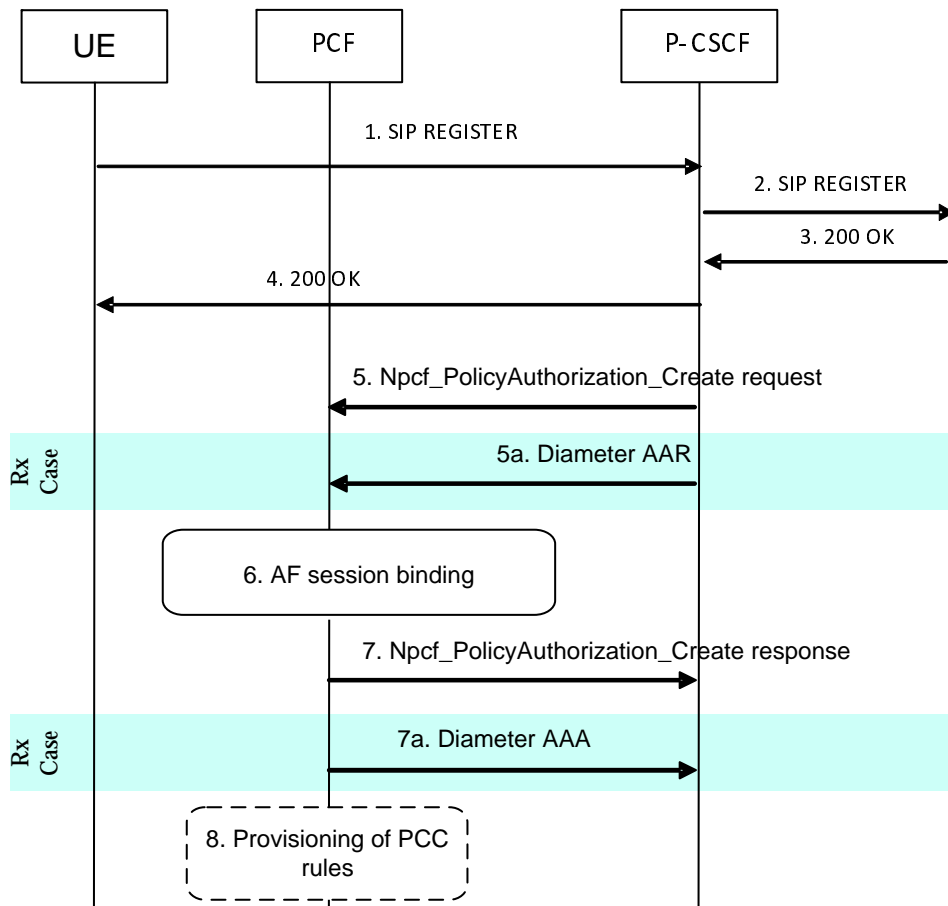 UE
PCF
P-CSCF
1. SIP REGISTER
2. SIP REGISTER
3. 200 OK
4. 200 OK
5. Npcf_PolicyAuthorization_Create request
Rx
Case
5a. Diameter AAR
6. AF session binding
7. Npcf_PolicyAuthorization_Create response
Rx
Case
7a. Diameter AAA
8. Provisioning of PCC
rules